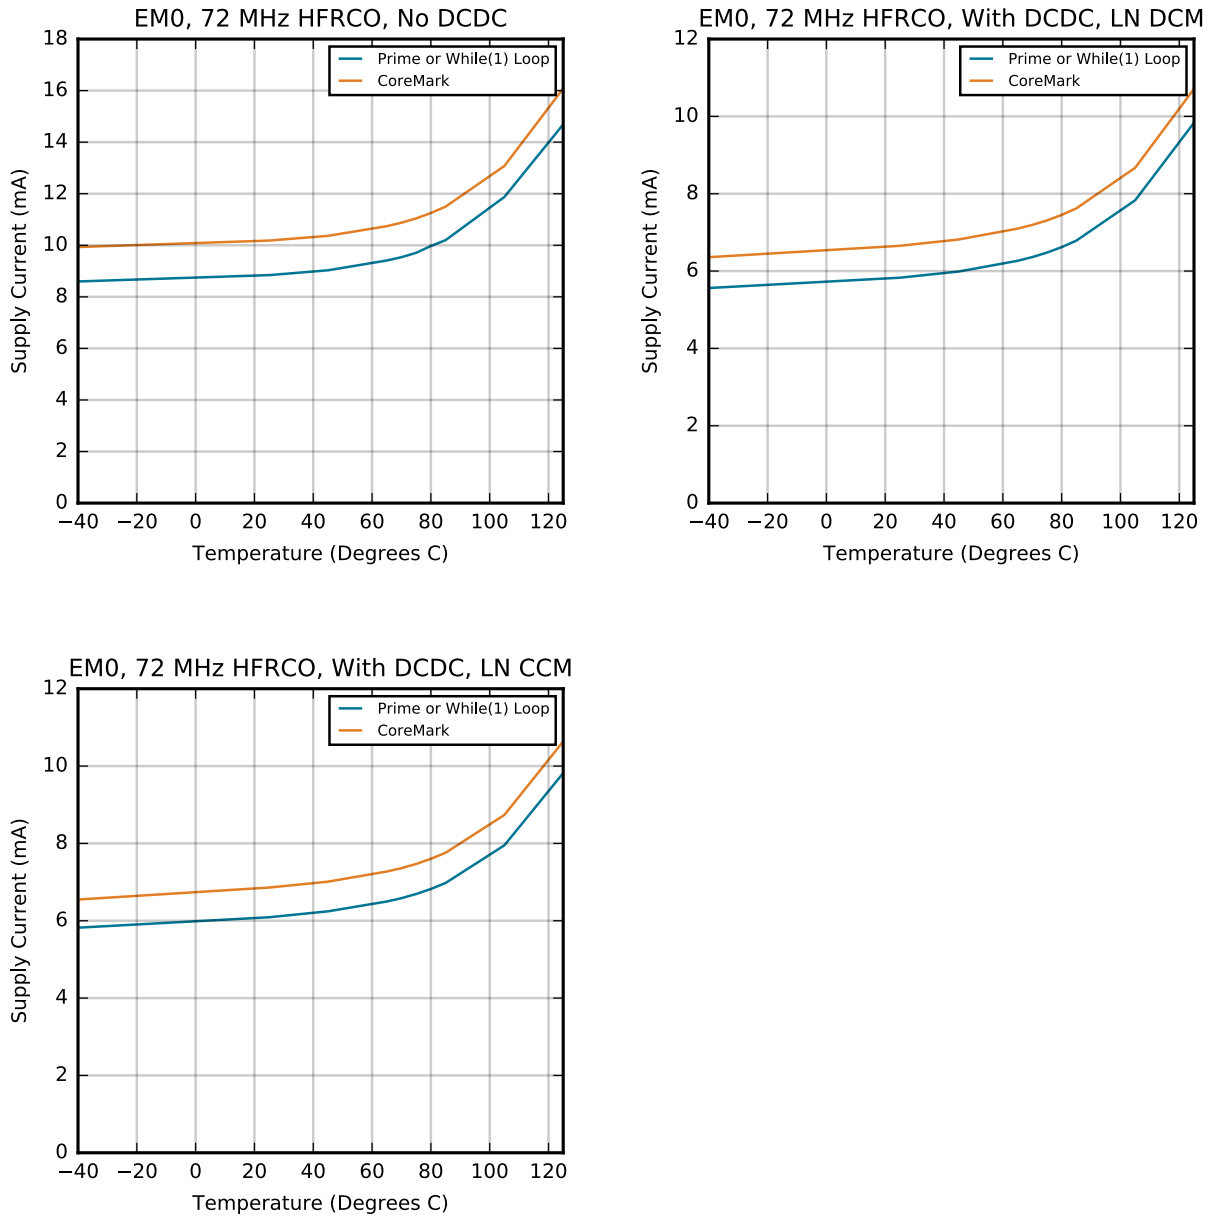 EM0, 72 MHz HFRCO, No DCDC
18
16
14
12
10
8
6
4
2
0
Supply Current (mA)
Prime or While(1) Loop
CoreMark
−40 −20 0 20 40 60 80 100 120
Temperature (Degrees C)
EM0, 72 MHz HFRCO, With DCDC, LN DCM
12
10
8
6
4
2
0
Supply Current (mA)
Prime or While(1) Loop
CoreMark
−40 −20 0 20 40 60 80 100 120
Temperature (Degrees C)
EM0, 72 MHz HFRCO, With DCDC, LN CCM
12
10
8
6
4
2
0
Supply Current (mA)
Prime or While(1) Loop
CoreMark
−40 −20 0 20 40 60 80 100 120
Temperature (Degrees C)